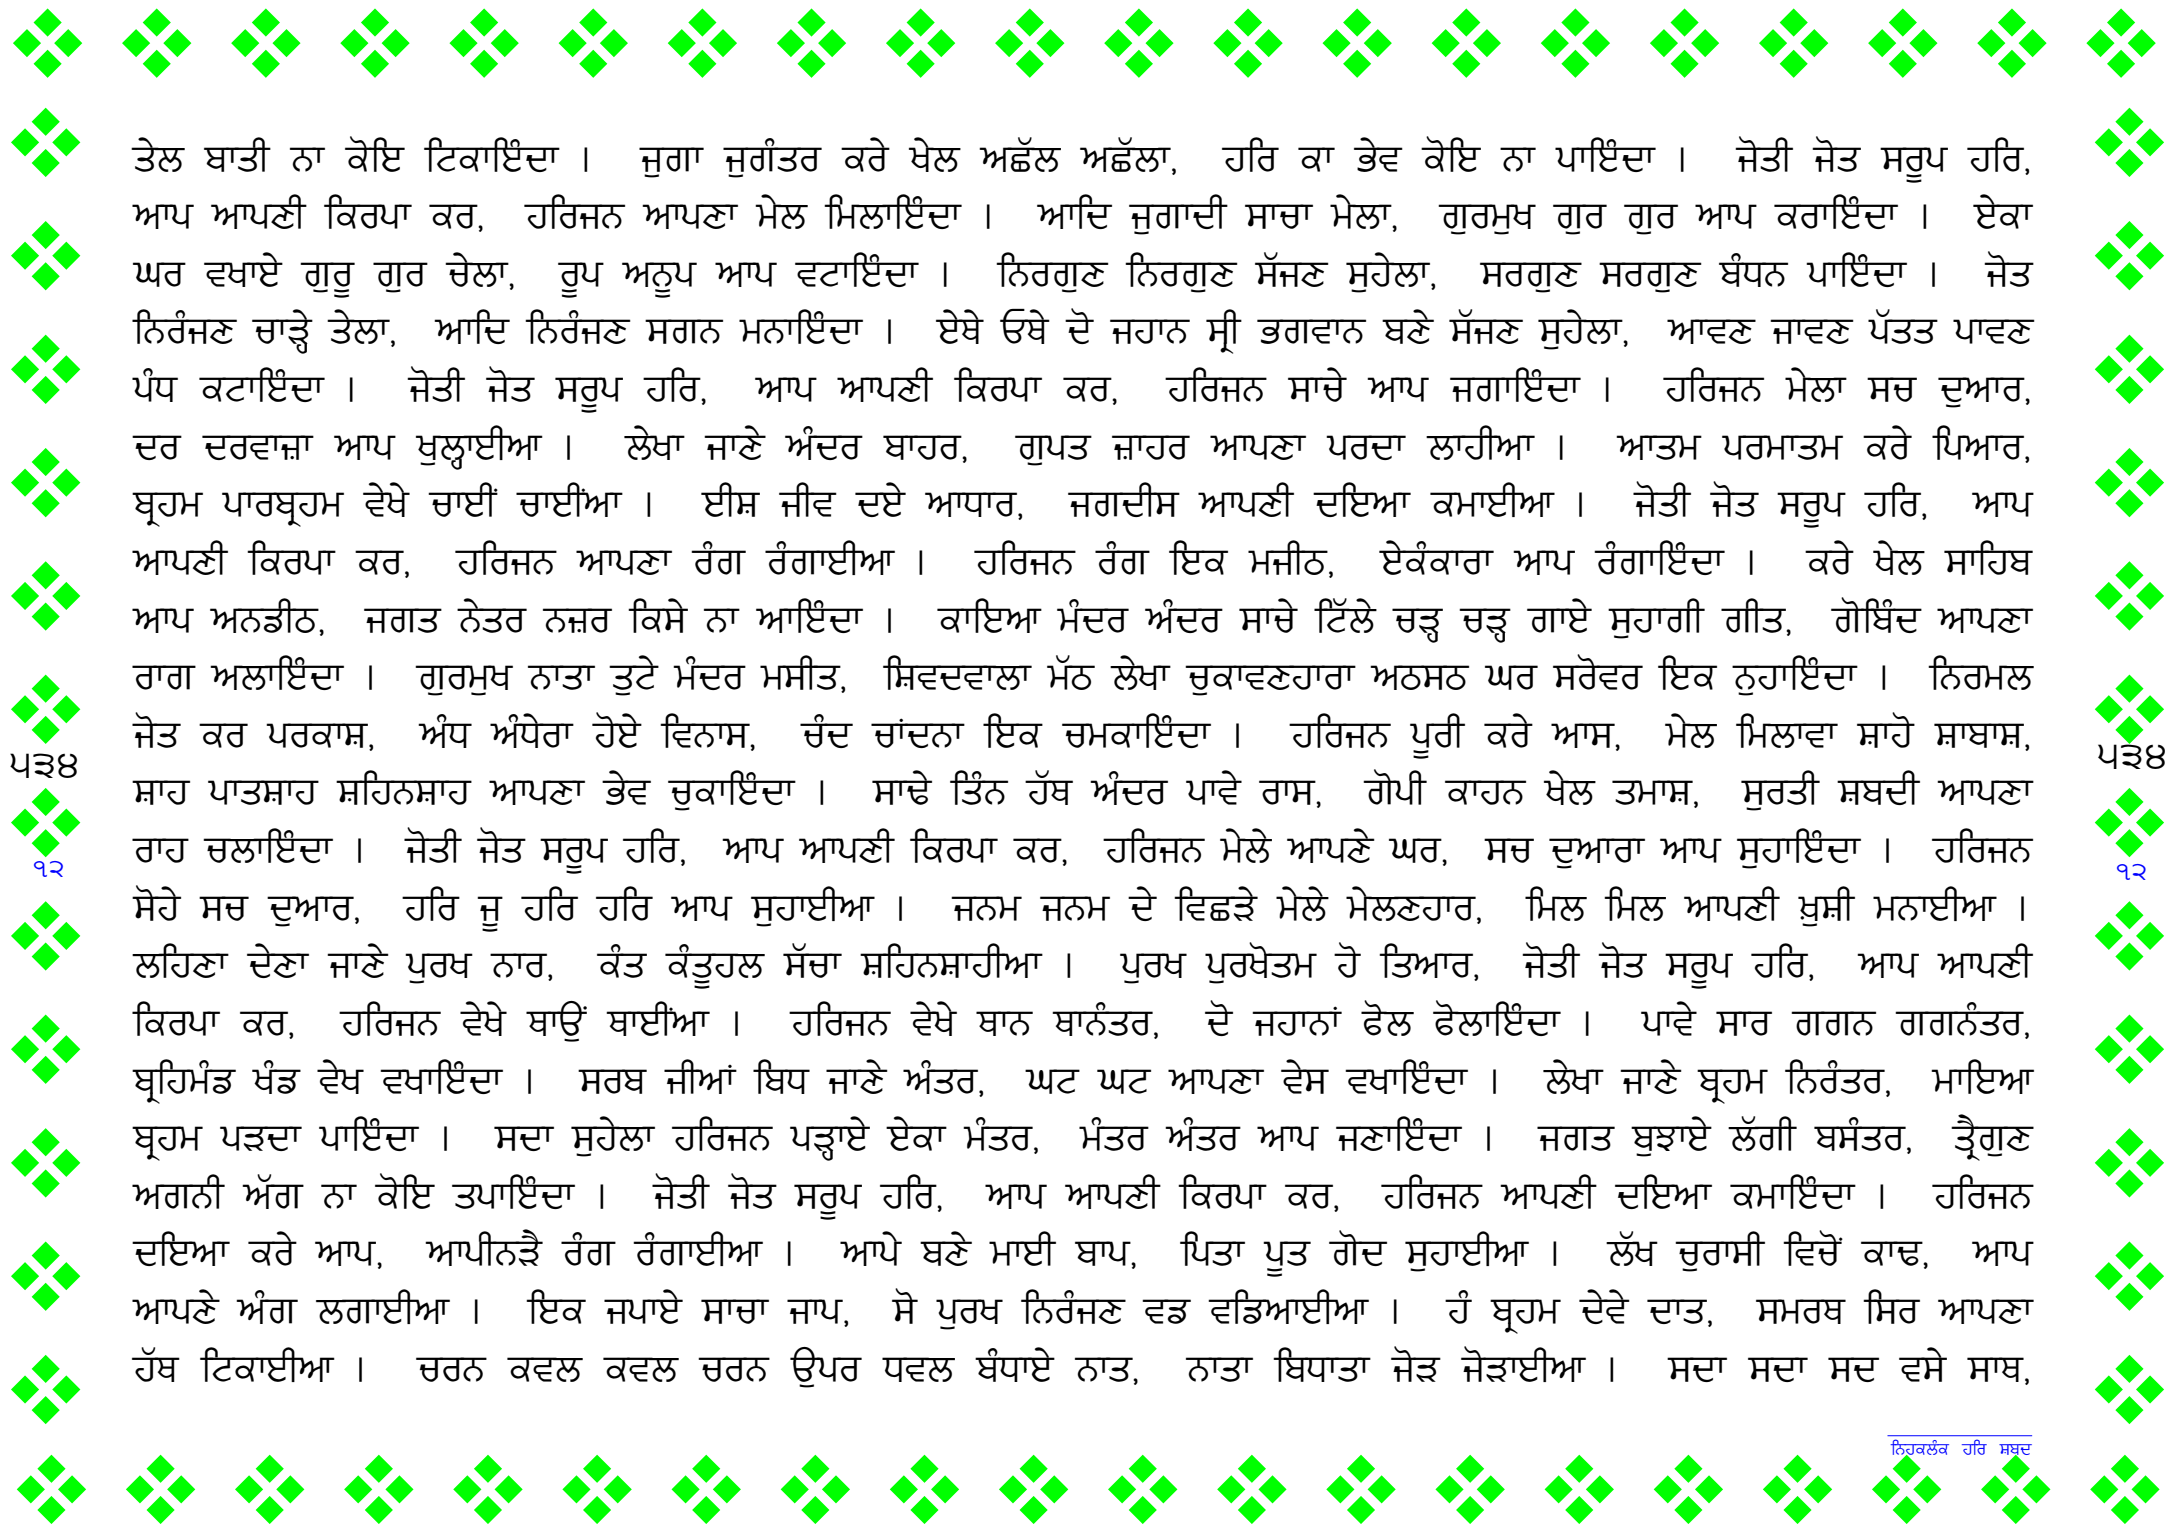 ਤੇਲ ਬਾਤੀ ਨਾ ਕੋਇ ਟਿਕਾਇੰਦਾ । ਜੁਗਾ ਜੁਗੰਤਰ ਕਰੇ ਖੇਲ ਅਛੱਲ ਅਛੱਲਾ, ਹਰਿ ਕਾ ਭੇਵ ਕੋਇ ਨਾ ਪਾਇੰਦਾ । ਜੋਤੀ ਜੋਤ ਸਰੂਪ ਹਰਿ,
ਆਪ ਆਪਣੀ ਕਿਰਪਾ ਕਰ, ਹਰਿਜਨ ਆਪਣਾ ਮੇਲ ਮਿਲਾਇੰਦਾ । ਆਦਿ ਜੁਗਾਦੀ ਸਾਚਾ ਮੇਲਾ, ਗੁਰਮੁਖ ਗੁਰ ਗੁਰ ਆਪ ਕਰਾਇੰਦਾ । ਏਕਾ
ਘਰ ਵਖਾਏ ਗੁਰੂ ਗੁਰ ਚੇਲਾ, ਰੂਪ ਅਨੂਪ ਆਪ ਵਟਾਇੰਦਾ । ਨਿਰਗੁਣ ਨਿਰਗੁਣ ਸੱਜਣ ਸੁਹੇਲਾ, ਸਰਗੁਣ ਸਰਗੁਣ ਬੰਧਨ ਪਾਇੰਦਾ । ਜੋਤ
ਨਿਰੰਜਣ ਚਾੜ੍ਹੇ ਤੇਲਾ, ਆਦਿ ਨਿਰੰਜਣ ਸਗਨ ਮਨਾਇੰਦਾ । ਏਥੇ ਓਥੇ ਦੋ ਜਹਾਨ ਸ੍ਰੀ ਭਗਵਾਨ ਬਣੇ ਸੱਜਣ ਸੁਹੇਲਾ, ਆਵਣ ਜਾਵਣ ਪੱਤਤ ਪਾਵਣ
ਪੰਧ ਕਟਾਇੰਦਾ । ਜੋਤੀ ਜੋਤ ਸਰੂਪ ਹਰਿ, ਆਪ ਆਪਣੀ ਕਿਰਪਾ ਕਰ, ਹਰਿਜਨ ਸਾਚੇ ਆਪ ਜਗਾਇੰਦਾ । ਹਰਿਜਨ ਮੇਲਾ ਸਚ ਦੁਆਰ,
ਦਰ ਦਰਵਾਜ਼ਾ ਆਪ ਖੁਲ੍ਹਾਈਆ । ਲੇਖਾ ਜਾਣੇ ਅੰਦਰ ਬਾਹਰ, ਗੁਪਤ ਜ਼ਾਹਰ ਆਪਣਾ ਪਰਦਾ ਲਾਹੀਆ । ਆਤਮ ਪਰਮਾਤਮ ਕਰੇ ਪਿਆਰ,
ਬ੍ਰਹਮ ਪਾਰਬ੍ਰਹਮ ਵੇਖੇ ਚਾਈਂ ਚਾਈਂਆ । ਈਸ਼ ਜੀਵ ਦਏ ਆਧਾਰ, ਜਗਦੀਸ ਆਪਣੀ ਦਇਆ ਕਮਾਈਆ । ਜੋਤੀ ਜੋਤ ਸਰੂਪ ਹਰਿ, ਆਪ
ਆਪਣੀ ਕਿਰਪਾ ਕਰ, ਹਰਿਜਨ ਆਪਣਾ ਰੰਗ ਰੰਗਾਈਆ । ਹਰਿਜਨ ਰੰਗ ਇਕ ਮਜੀਠ, ਏਕੰਕਾਰਾ ਆਪ ਰੰਗਾਇੰਦਾ । ਕਰੇ ਖੇਲ ਸਾਹਿਬ
ਆਪ ਅਨਡੀਠ, ਜਗਤ ਨੇਤਰ ਨਜ਼ਰ ਕਿਸੇ ਨਾ ਆਇੰਦਾ । ਕਾਇਆ ਮੰਦਰ ਅੰਦਰ ਸਾਚੇ ਟਿੱਲੇ ਚੜ੍ਹ ਚੜ੍ਹ ਗਾਏ ਸੁਹਾਗੀ ਗੀਤ, ਗੋਬਿੰਦ ਆਪਣਾ
ਰਾਗ ਅਲਾਇੰਦਾ । ਗੁਰਮੁਖ ਨਾਤਾ ਤੁਟੇ ਮੰਦਰ ਮਸੀਤ, ਸ਼ਿਵਦਵਾਲਾ ਮੱਠ ਲੇਖਾ ਚੁਕਾਵਣਹਾਰਾ ਅਠਸਠ ਘਰ ਸਰੋਵਰ ਇਕ ਨੁਹਾਇੰਦਾ । ਨਿਰਮਲ
ਜੋਤ ਕਰ ਪਰਕਾਸ਼, ਅੰਧ ਅੰਧੇਰਾ ਹੋਏ ਵਿਨਾਸ, ਚੰਦ ਚਾਂਦਨਾ ਇਕ ਚਮਕਾਇੰਦਾ । ਹਰਿਜਨ ਪੂਰੀ ਕਰੇ ਆਸ, ਮੇਲ ਮਿਲਾਵਾ ਸ਼ਾਹੋ ਸ਼ਾਬਾਸ਼,
ਸ਼ਾਹ ਪਾਤਸ਼ਾਹ ਸ਼ਹਿਨਸ਼ਾਹ ਆਪਣਾ ਭੇਵ ਚੁਕਾਇੰਦਾ । ਸਾਢੇ ਤਿੰਨ ਹੱਥ ਅੰਦਰ ਪਾਵੇ ਰਾਸ, ਗੋਪੀ ਕਾਹਨ ਖੇਲ ਤਮਾਸ਼, ਸੁਰਤੀ ਸ਼ਬਦੀ ਆਪਣਾ
ਰਾਹ ਚਲਾਇੰਦਾ । ਜੋਤੀ ਜੋਤ ਸਰੂਪ ਹਰਿ, ਆਪ ਆਪਣੀ ਕਿਰਪਾ ਕਰ, ਹਰਿਜਨ ਮੇਲੇ ਆਪਣੇ ਘਰ, ਸਚ ਦੁਆਰਾ ਆਪ ਸੁਹਾਇੰਦਾ । ਹਰਿਜਨ
ਸੋਹੇ ਸਚ ਦੁਆਰ, ਹਰਿ ਜੂ ਹਰਿ ਹਰਿ ਆਪ ਸੁਹਾਈਆ । ਜਨਮ ਜਨਮ ਦੇ ਵਿਛੜੇ ਮੇਲੇ ਮੇਲਣਹਾਰ, ਮਿਲ ਮਿਲ ਆਪਣੀ ਖ਼ੁਸ਼ੀ ਮਨਾਈਆ ।
ਲਹਿਣਾ ਦੇਣਾ ਜਾਣੇ ਪੁਰਖ ਨਾਰ, ਕੰਤ ਕੰਤੂਹਲ ਸੱਚਾ ਸ਼ਹਿਨਸ਼ਾਹੀਆ । ਪੁਰਖ ਪੁਰਖੋਤਮ ਹੋ ਤਿਆਰ, ਜੋਤੀ ਜੋਤ ਸਰੂਪ ਹਰਿ, ਆਪ ਆਪਣੀ
ਕਿਰਪਾ ਕਰ, ਹਰਿਜਨ ਵੇਖੇ ਥਾਉਂ ਥਾਈਂਆ । ਹਰਿਜਨ ਵੇਖੇ ਥਾਨ ਥਾਨੰਤਰ, ਦੋ ਜਹਾਨਾਂ ਫੋਲ ਫੋਲਾਇੰਦਾ । ਪਾਵੇ ਸਾਰ ਗਗਨ ਗਗਨੰਤਰ,
ਬ੍ਰਹਿਮੰਡ ਖੰਡ ਵੇਖ ਵਖਾਇੰਦਾ । ਸਰਬ ਜੀਆਂ ਬਿਧ ਜਾਣੇ ਅੰਤਰ, ਘਟ ਘਟ ਆਪਣਾ ਵੇਸ ਵਖਾਇੰਦਾ । ਲੇਖਾ ਜਾਣੇ ਬ੍ਰਹਮ ਨਿਰੰਤਰ, ਮਾਇਆ
ਬ੍ਰਹਮ ਪੜਦਾ ਪਾਇੰਦਾ । ਸਦਾ ਸੁਹੇਲਾ ਹਰਿਜਨ ਪੜ੍ਹਾਏ ਏਕਾ ਮੰਤਰ, ਮੰਤਰ ਅੰਤਰ ਆਪ ਜਣਾਇੰਦਾ । ਜਗਤ ਬੁਝਾਏ ਲੱਗੀ ਬਸੰਤਰ, ਤ੍ਰੈਗੁਣ
ਅਗਨੀ ਅੱਗ ਨਾ ਕੋਇ ਤਪਾਇੰਦਾ । ਜੋਤੀ ਜੋਤ ਸਰੂਪ ਹਰਿ, ਆਪ ਆਪਣੀ ਕਿਰਪਾ ਕਰ, ਹਰਿਜਨ ਆਪਣੀ ਦਇਆ ਕਮਾਇੰਦਾ । ਹਰਿਜਨ
ਦਇਆ ਕਰੇ ਆਪ, ਆਪੀਨੜੈ ਰੰਗ ਰੰਗਾਈਆ । ਆਪੇ ਬਣੇ ਮਾਈ ਬਾਪ, ਪਿਤਾ ਪੂਤ ਗੋਦ ਸੁਹਾਈਆ । ਲੱਖ ਚੁਰਾਸੀ ਵਿਚੋਂ ਕਾਢ, ਆਪ
ਆਪਣੇ ਅੰਗ ਲਗਾਈਆ । ਇਕ ਜਪਾਏ ਸਾਚਾ ਜਾਪ, ਸੋ ਪੁਰਖ ਨਿਰੰਜਣ ਵਡ ਵਡਿਆਈਆ । ਹੰ ਬ੍ਰਹਮ ਦੇਵੇ ਦਾਤ, ਸਮਰਥ ਸਿਰ ਆਪਣਾ
ਹੱਥ ਟਿਕਾਈਆ । ਚਰਨ ਕਵਲ ਕਵਲ ਚਰਨ ਉਪਰ ਧਵਲ ਬੰਧਾਏ ਨਾਤ, ਨਾਤਾ ਬਿਧਾਤਾ ਜੋੜ ਜੋੜਾਈਆ । ਸਦਾ ਸਦਾ ਸਦ ਵਸੇ ਸਾਥ,
੫੩੪
੫੩੪
੧੨
੧੨
ਨਿਹਕਲੰਕ ਹਰਿ ਸ਼ਬਦ